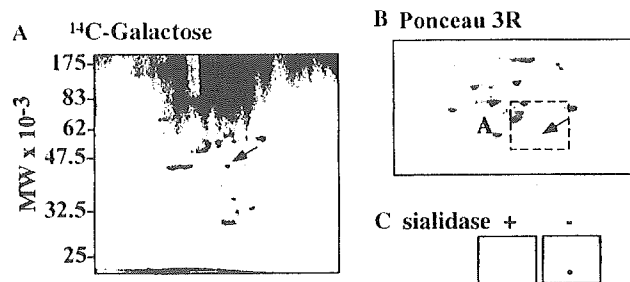 A ¹⁴C-Galactose
MW x 10⁻³
175-
83-
62-
47.5-
32.5-
25-
B Ponceau 3R
A
C sialidase + -